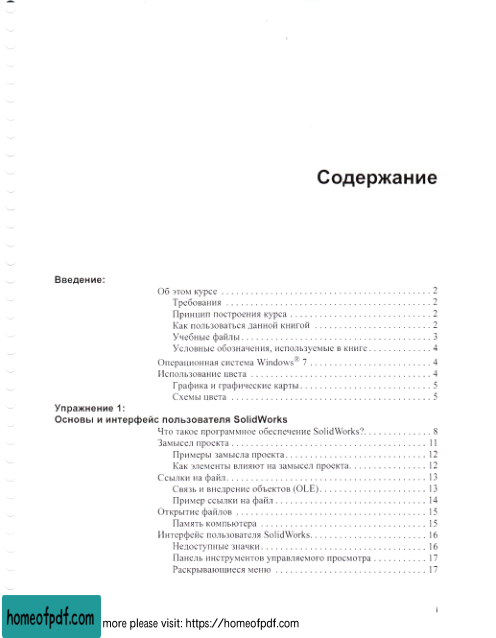 Содержание
Введение:
Об этом курсе . . . . . . . . . . . . . . . . . . . . . . . . . . . . . . . . . . . . . . . . . . . . . 2
Требования . . . . . . . . . . . . . . . . . . . . . . . . . . . . . . . . . . . . . . . . . . . . 2
Принцип построения курса . . . . . . . . . . . . . . . . . . . . . . . . . . . . . . 2
Как пользоваться данной книгой . . . . . . . . . . . . . . . . . . . . . . . . . 2
Учебные файлы . . . . . . . . . . . . . . . . . . . . . . . . . . . . . . . . . . . . . . . . 3
Условные обозначения, используемые в книге . . . . . . . . . . . . . 4
Операционная система Windows® 7 . . . . . . . . . . . . . . . . . . . . . . . . . . 4
Использование цвета . . . . . . . . . . . . . . . . . . . . . . . . . . . . . . . . . . . . . . . 4
Графика и графические карты . . . . . . . . . . . . . . . . . . . . . . . . . . . . 5
Схемы цвета . . . . . . . . . . . . . . . . . . . . . . . . . . . . . . . . . . . . . . . . . . . 5
Упражнение 1:
Основы и интерфейс пользователя SolidWorks
Что такое программное обеспечение SolidWorks? . . . . . . . . . . . . . . 8
Замысел проекта . . . . . . . . . . . . . . . . . . . . . . . . . . . . . . . . . . . . . . . . . . 11
Примеры замысла проекта . . . . . . . . . . . . . . . . . . . . . . . . . . . . . . 12
Как элементы влияют на замысел проекта . . . . . . . . . . . . . . . . 12
Ссылки на файл . . . . . . . . . . . . . . . . . . . . . . . . . . . . . . . . . . . . . . . . . . . 13
Связь и внедрение объектов (OLE) . . . . . . . . . . . . . . . . . . . . . . . 13
Пример ссылки на файл . . . . . . . . . . . . . . . . . . . . . . . . . . . . . . . . 14
Открытие файлов . . . . . . . . . . . . . . . . . . . . . . . . . . . . . . . . . . . . . . . . . 15
Память компьютера . . . . . . . . . . . . . . . . . . . . . . . . . . . . . . . . . . . . 15
Интерфейс пользователя SolidWorks . . . . . . . . . . . . . . . . . . . . . . . . . 16
Недоступные значки . . . . . . . . . . . . . . . . . . . . . . . . . . . . . . . . . . . . 16
Панель инструментов управляемого просмотра . . . . . . . . . . . 17
Раскрывающиеся меню . . . . . . . . . . . . . . . . . . . . . . . . . . . . . . . . . 17
i
homeofpdf.com more please visit: https://homeofpdf.com